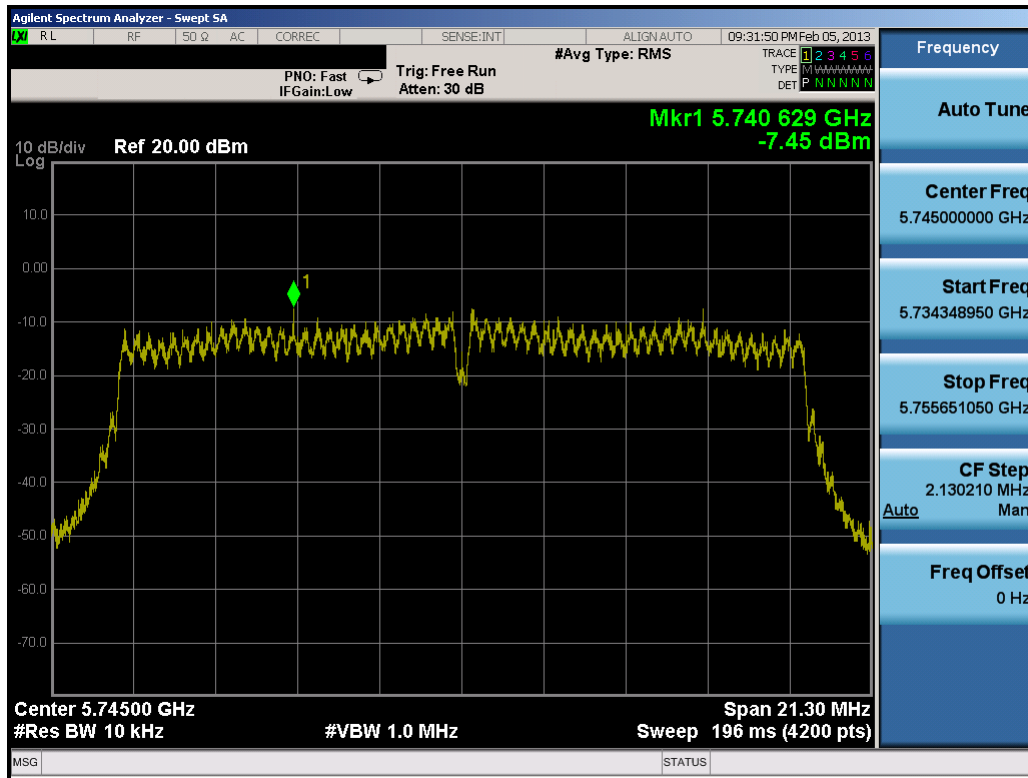 Agilent Spectrum Analyzer - Swept SA
LXI RL RF 50 Ω AC CORREC SENSE:INT ALIGN AUTO 09:31:50 PM Feb 05, 2013
#Avg Type: RMS TRACE 1 2 3 4 5 6
PNO: Fast Trig: Free Run TYPE M WWWWW
IFGain:Low Atten: 30 dB DET P N N N N N
Mkr1 5.740 629 GHz
10 dB/div Ref 20.00 dBm -7.45 dBm
Log
10.0
0.00
1
-10.0
-20.0
-30.0
-40.0
-50.0
-60.0
-70.0
Center 5.74500 GHz Span 21.30 MHz
#Res BW 10 kHz #VBW 1.0 MHz Sweep 196 ms (4200 pts)
MSG STATUS
Frequency
Auto Tune
Center Freq
5.745000000 GHz
Start Freq
5.734348950 GHz
Stop Freq
5.755651050 GHz
CF Step
2.130210 MHz
Auto Man
Freq Offset
0 Hz